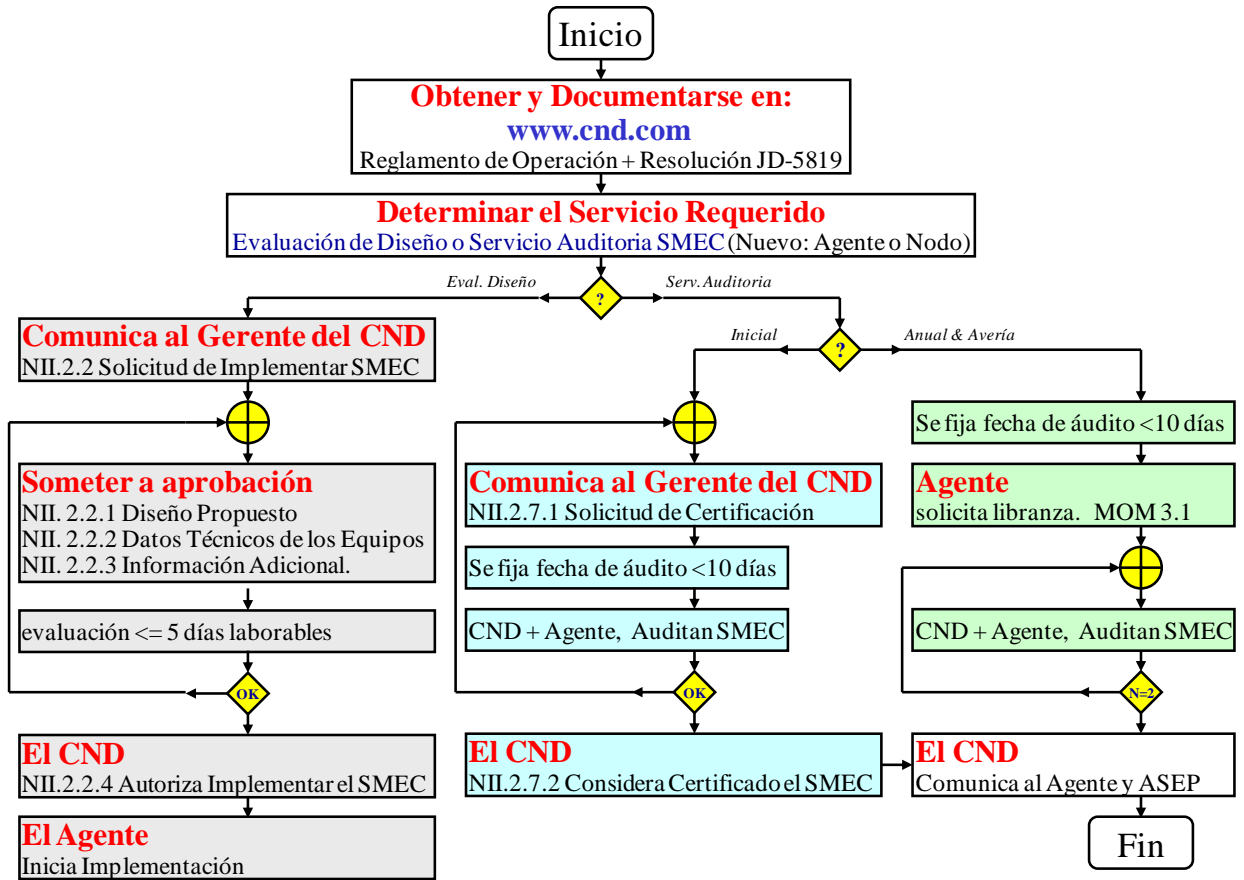 Inicio
Obtener y Documentarse en:
www.cnd.com
Reglamento de Operación + Resolución JD-5819
Determinar el Servicio Requerido
Evaluación de Diseño o Servicio Auditoria SMEC (Nuevo: Agente o Nodo)
Eval. Diseño
?
Serv. Auditoria
Comunica al Gerente del CND
NII.2.2 Solicitud de Implementar SMEC
Someter a aprobación
NII. 2.2.1 Diseño Propuesto
NII. 2.2.2 Datos Técnicos de los Equipos
NII. 2.2.3 Información Adicional.
evaluación <= 5 días laborables
OK
El CND
NII.2.2.4 Autoriza Implementar el SMEC
El Agente
Inicia Implementación
Inicial
?
Anual & Avería
Comunica al Gerente del CND
NII.2.7.1 Solicitud de Certificación
Se fija fecha de áudito <10 días
CND + Agente, Auditan SMEC
OK
El CND
NII.2.7.2 Considera Certificado el SMEC
Se fija fecha de áudito <10 días
Agente
solicita libranza. MOM 3.1
CND + Agente, Auditan SMEC
N=2
El CND
Comunica al Agente y ASEP
Fin